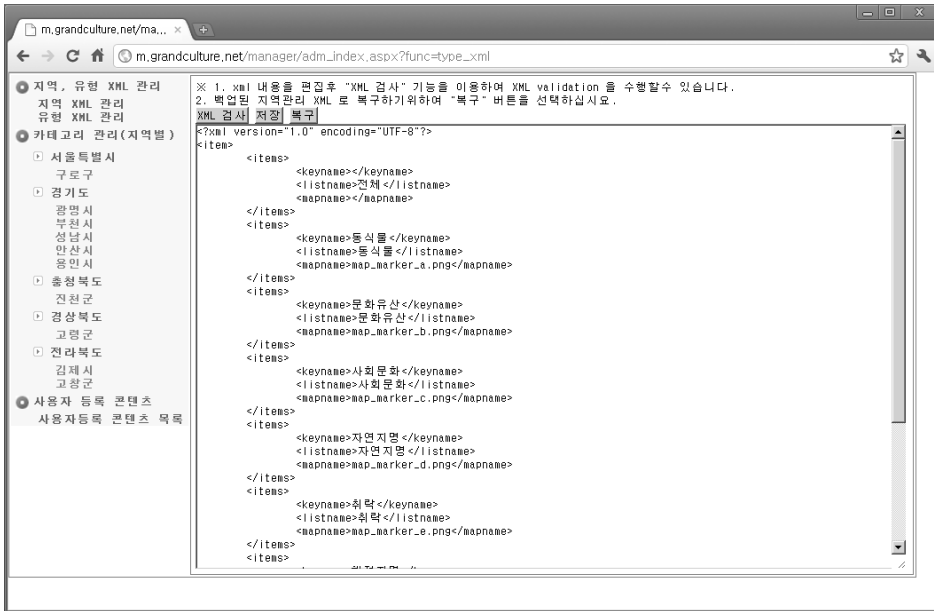 m.grandculture.net/ma...
m.grandculture.net/manager/adm_index.aspx?func=type_xml
지역, 유형 XML 관리
지역 XML 관리
유형 XML 관리
카테고리 관리(지역별)
서울특별시
구로구
경기도
광명시
부천시
성남시
안산시
용인시
충청북도
진천군
경상북도
고령군
전라북도
김제시
고창군
사용자 등록 콘텐츠
사용자등록 콘텐츠 목록
※ 1. xml 내용을 편집후 "XML 검사" 기능을 이용하여 XML validation 을 수행할수 있습니다.
2. 백업된 지역관리 XML 로 복구하기위하여 "복구" 버튼을 선택하십시요.
XML 검사 저장 복구
<?xml version="1.0" encoding="UTF-8"?>
<item>
<items>
<keyname></keyname>
<listname>전체</listname>
<mapname></mapname>
</items>
<items>
<keyname>동식물</keyname>
<listname>동식물</listname>
<mapname>map_marker_a.png</mapname>
</items>
<items>
<keyname>문화유산</keyname>
<listname>문화유산</listname>
<mapname>map_marker_b.png</mapname>
</items>
<items>
<keyname>사회문화</keyname>
<listname>사회문화</listname>
<mapname>map_marker_c.png</mapname>
</items>
<items>
<keyname>자연지명</keyname>
<listname>자연지명</listname>
<mapname>map_marker_d.png</mapname>
</items>
<items>
<keyname>취락</keyname>
<listname>취락</listname>
<mapname>map_marker_e.png</mapname>
</items>
<items>